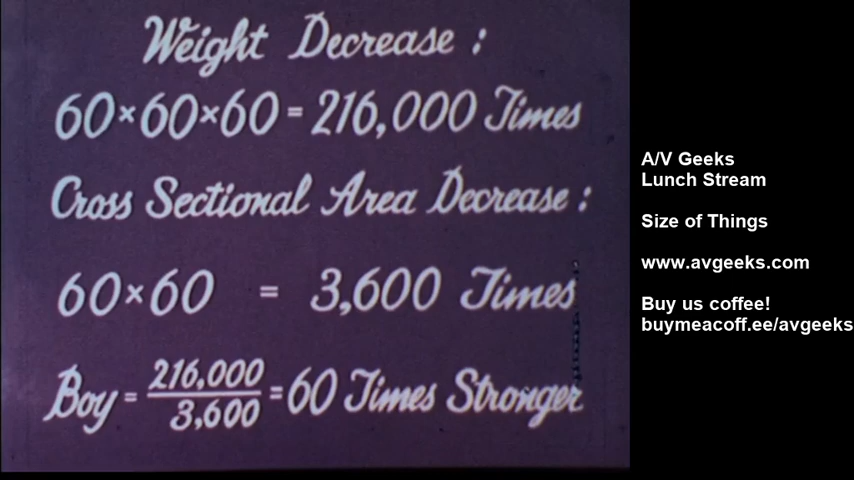 Weight Decrease :
60×60×60 = 216,000 Times
Cross Sectional Area Decrease :
60×60 = 3,600 Times
Boy = 216,000 / 3,600 = 60 Times Stronger
A/V Geeks
Lunch Stream
Size of Things
www.avgeeks.com
Buy us coffee!
buymeacoff.ee/avgeeks